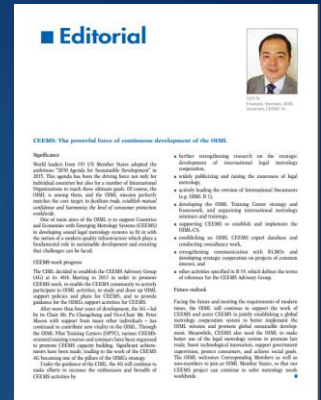 ■ Editorial
CEEMS: The powerful force of continuous development of the OIML
Significance
World leaders from 193 UN Member States adopted the
ambitious "2030 Agenda for Sustainable Development" in
2015. This agenda has been the driving force not only for
individual countries but also for a number of International
Organisations to reach these ultimate goals. Of course, the
OIML is among them, and the OIML mission perfectly
matches the core target to facilitate trade, establish mutual
confidence and harmonize the level of consumer protection
worldwide.
One of main aims of the OIML is to support Countries
and Economies with Emerging Metrology Systems (CEEMS)
in developing sound legal metrology systems to fit in with
the notion of a modern quality infrastructure which plays a
fundamental role in sustainable development and ensuring
that challenges can be faced.
CEEMS work progress
The CIML decided to establish the CEEMS Advisory Group
(AG) at its 48th Meeting in 2013 in order to promote
CEEMS work, to enable the CEEMS community to actively
participate in OIML activities, to study and draw up OIML
support policies and plans for CEEMS, and to provide
guidance for the OIML's support activities for CEEMS.
After more than four years of development, the AG – led
by its Chair Mr. Pu Changcheng and Vice-Chair Mr. Peter
Mason with support from many other individuals – has
continued to contribute new vitality to the OIML. Through
the OIML Pilot Training Centers (OPTC), various CEEMS-
oriented training courses and seminars have been organized
to promote CEEMS capacity building. Significant achieve-
ments have been made, leading to the work of the CEEMS
AG becoming one of the pillars of the OIML's strategy.
Under the guidance of the CIML, the AG will continue to
make efforts to increase the enthusiasm and breadth of
CEEMS activities by
• further strengthening research on the strategic
development of international legal metrology
cooperation,
• widely publicizing and raising the awareness of legal
metrology,
• actively leading the revision of International Documents
(e.g. OIML D 1),
• developing the OIML Training Center strategy and
framework, and organizing international metrology
seminars and trainings,
• supporting CEEMS to establish and implement the
OIML-CS,
• establishing an OIML CEEMS expert database and
conducting consultancy work,
• strengthening communication with RLMOs and
developing strategic cooperation on projects of common
interest, and
• other activities specified in B 19, which defines the terms
of reference for the CEEMS Advisory Group.
Future outlook
Facing the future and meeting the requirements of modern
times, the OIML will continue to support the work of
CEEMS and assist CEEMS in jointly establishing a global
metrology cooperation system to better implement the
OIML mission and promote global sustainable develop-
ment. Meanwhile, CEEMS also need the OIML to make
better use of the legal metrology system to promote fair
trade, boost technological innovation, support government
supervision, protect consumers, and achieve social goals.
The OIML welcomes Corresponding Members as well as
non-members to join as OIML Member States, so that our
CEEMS project can continue to solve metrology needs
worldwide.